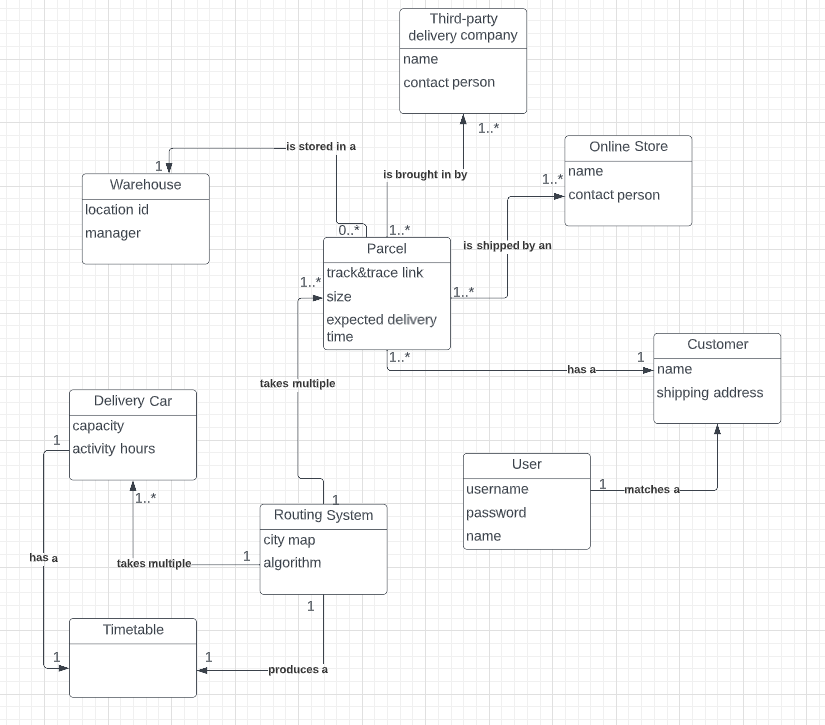 Third-party
delivery company
name
contact person
1..*
is stored in a
1
Warehouse
location id
manager
is brought in by
Online Store
name
contact person
1..*
0..*
1..*
Parcel
track&trace link
size
expected delivery
time
is shipped by an
1..*
1..*
1..*
has a
1
Customer
name
shipping address
takes multiple
Delivery Car
capacity
activity hours
1
1..*
User
username
password
name
1
matches a
1
Routing System
city map
algorithm
1
takes multiple
has a
1
Timetable
1
1
produces a